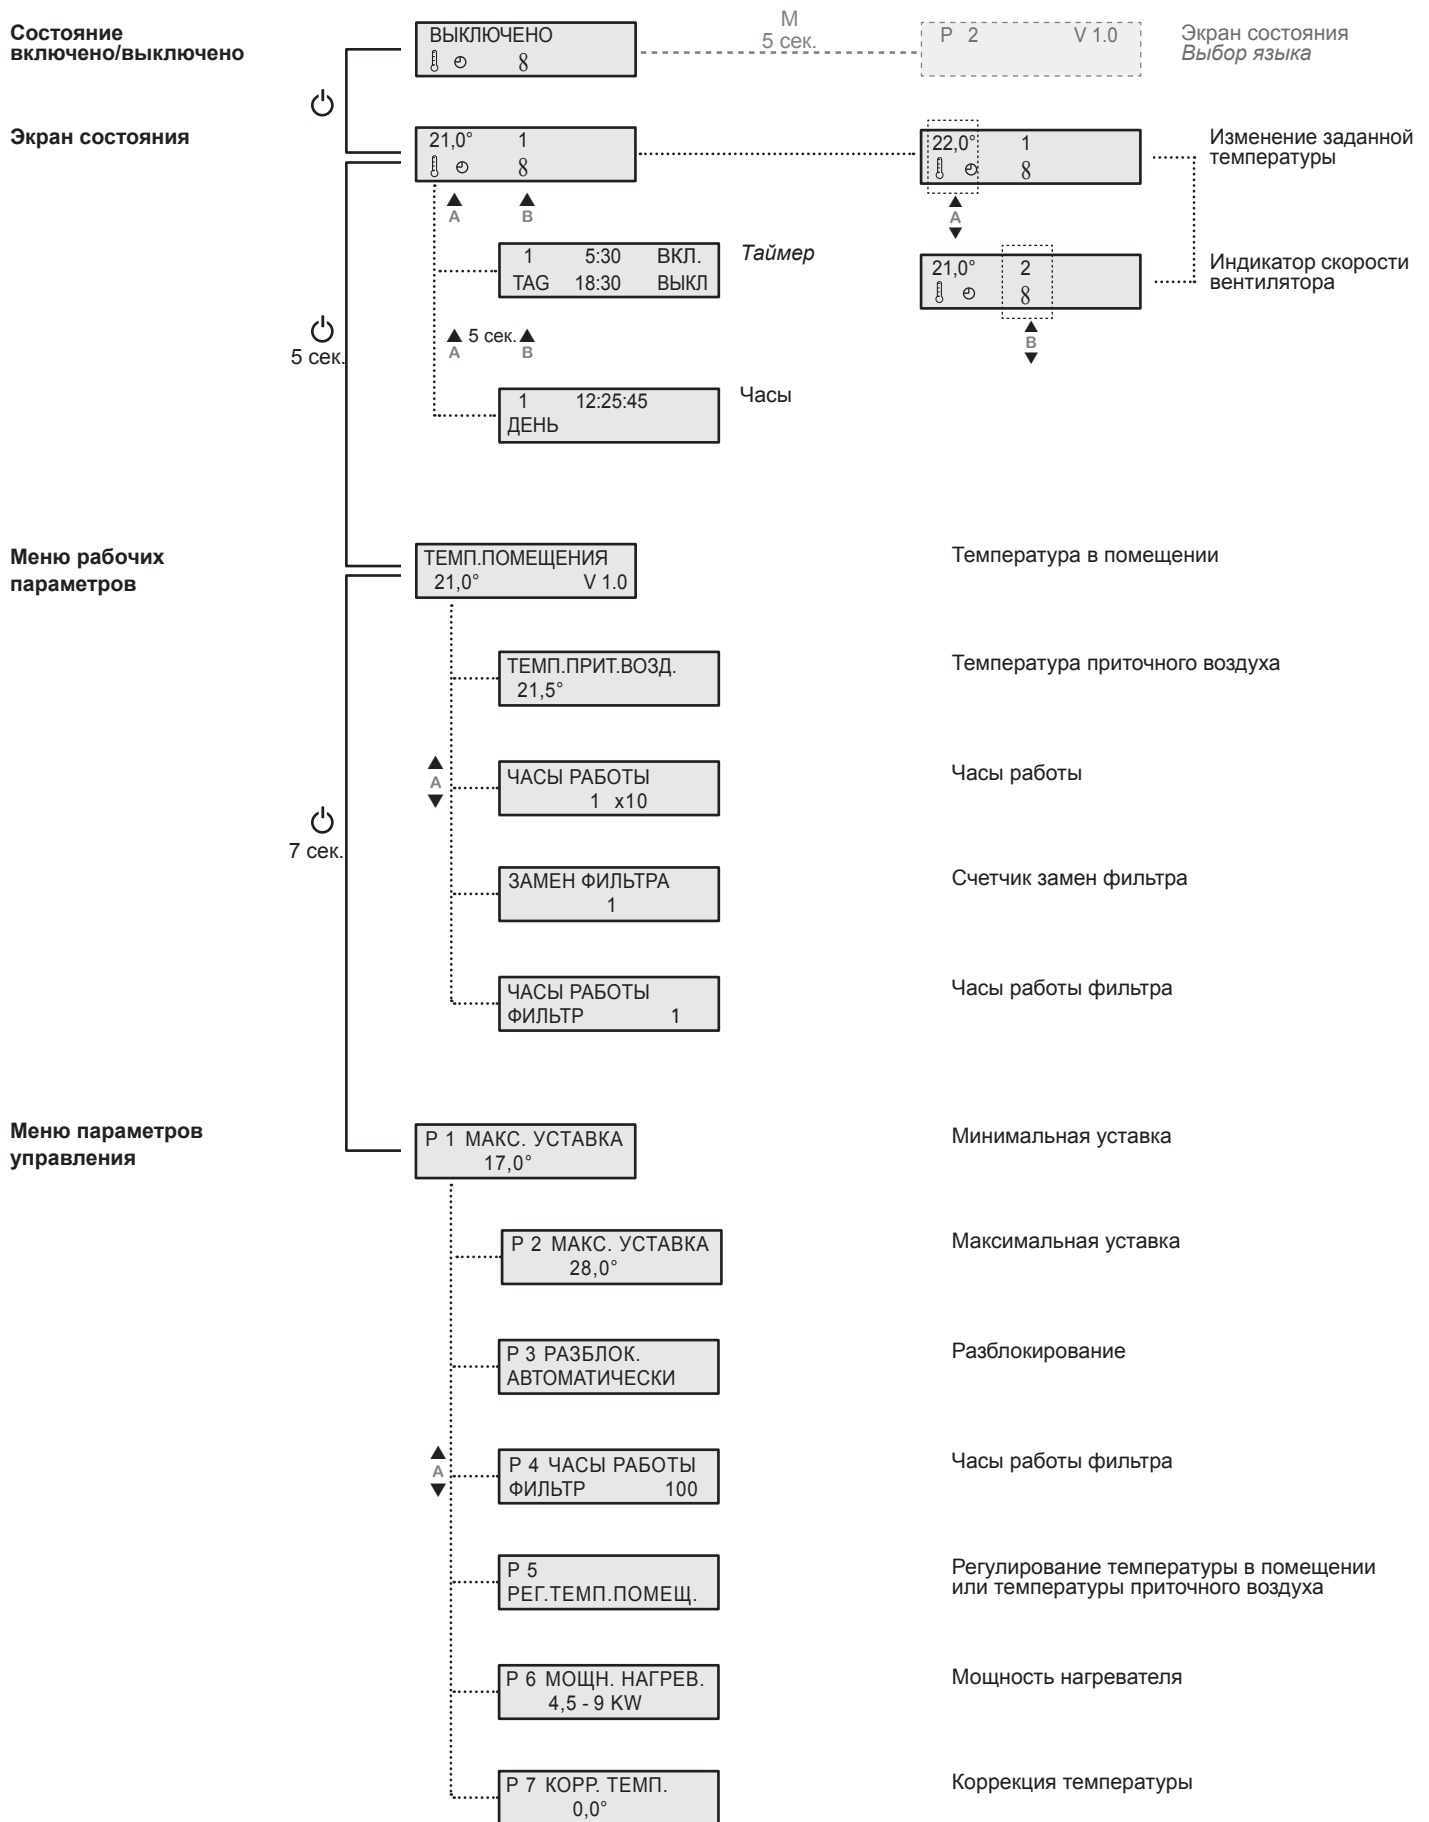 Состояние
включено/выключено
ВЫКЛЮЧЕНО
8
M
5 сек.
P 2 V 1.0
Экран состояния
Выбор языка
Экран состояния
21,0° 1
8
A B
22,0° 1
8
A
Изменение заданной
температуры
1 5:30 ВКЛ.
TAG 18:30 ВЫКЛ
Таймер
21,0° 2
8
B
Индикатор скорости
вентилятора
5 сек.
A 5 сек. B
1 12:25:45
ДЕНЬ
Часы
Меню рабочих
параметров
ТЕМП.ПОМЕЩЕНИЯ
21,0° V 1.0
Температура в помещении
ТЕМП.ПРИТ.ВОЗД.
21,5°
Температура приточного воздуха
A
ЧАСЫ РАБОТЫ
1 x10
Часы работы
7 сек.
ЗАМЕН ФИЛЬТРА
1
Счетчик замен фильтра
ЧАСЫ РАБОТЫ
ФИЛЬТР 1
Часы работы фильтра
Меню параметров
управления
P 1 МАКС. УСТАВКА
17,0°
Минимальная уставка
P 2 МАКС. УСТАВКА
28,0°
Максимальная уставка
P 3 РАЗБЛОК.
АВТОМАТИЧЕСКИ
Разблокирование
A
P 4 ЧАСЫ РАБОТЫ
ФИЛЬТР 100
Часы работы фильтра
P 5
РЕГ.ТЕМП.ПОМЕЩ.
Регулирование температуры в помещении
или температуры приточного воздуха
P 6 МОЩН. НАГРЕВ.
4,5 - 9 KW
Мощность нагревателя
P 7 КОРР. ТЕМП.
0,0°
Коррекция температуры